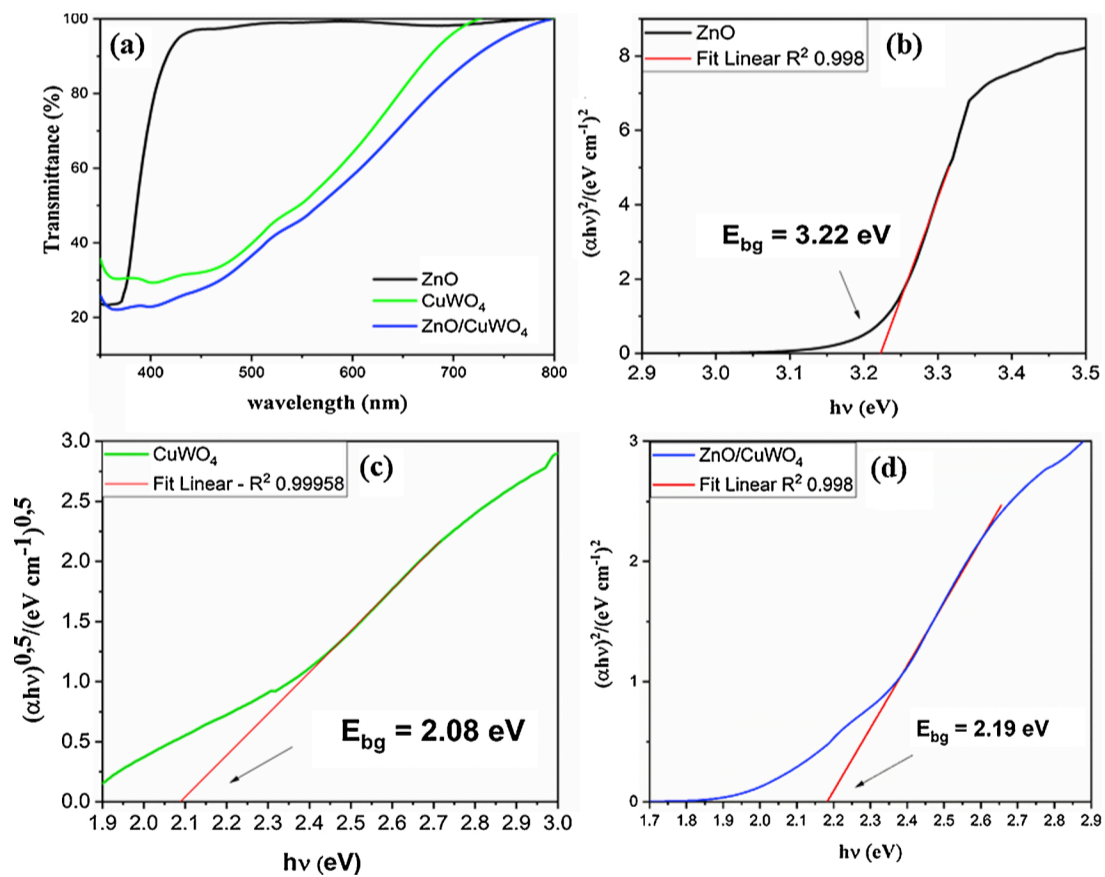 (a)
100
80
60
40
20
Transmittance (%)
ZnO
CuWO4
ZnO/CuWO4
400 500 600 700 800
wavelength (nm)
(b)
ZnO
Fit Linear R² 0.998
8
6
4
2
0
(αhν)²/(eV cm⁻¹)²
Ebg = 3.22 eV
2.9 3.0 3.1 3.2 3.3 3.4 3.5
hν (eV)
(c)
CuWO4
Fit Linear - R² 0.99958
3.0
2.5
2.0
1.5
1.0
0.5
0.0
(αhν)^0,5/(eV cm⁻¹)^0,5
Ebg = 2.08 eV
1.9 2.0 2.1 2.2 2.3 2.4 2.5 2.6 2.7 2.8 2.9 3.0
hν (eV)
(d)
ZnO/CuWO4
Fit Linear R² 0.998
3
2
1
0
(αhν)²/(eV cm⁻¹)²
Ebg = 2.19 eV
1.7 1.8 1.9 2.0 2.1 2.2 2.3 2.4 2.5 2.6 2.7 2.8 2.9
hν (eV)